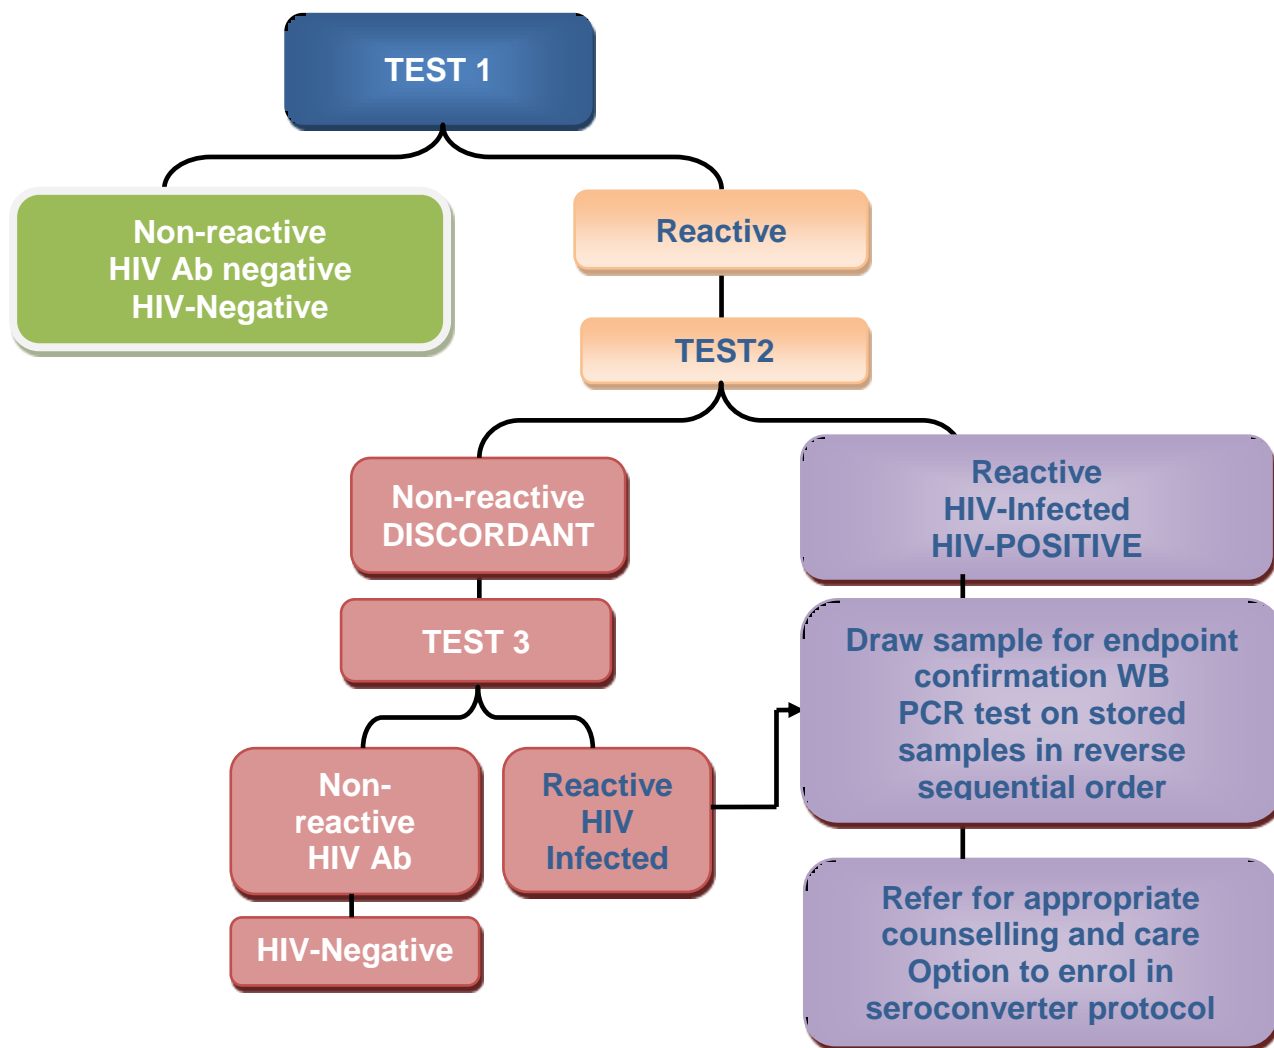 TEST 1
Non-reactive
HIV Ab negative
HIV-Negative
Reactive
TEST2
Non-reactive
DISCORDANT
Reactive
HIV-Infected
HIV-POSITIVE
TEST 3
Draw sample for endpoint
confirmation WB
PCR test on stored
samples in reverse
sequential order
Non-
reactive
HIV Ab
Reactive
HIV
Infected
HIV-Negative
Refer for appropriate
counselling and care
Option to enrol in
seroconverter protocol